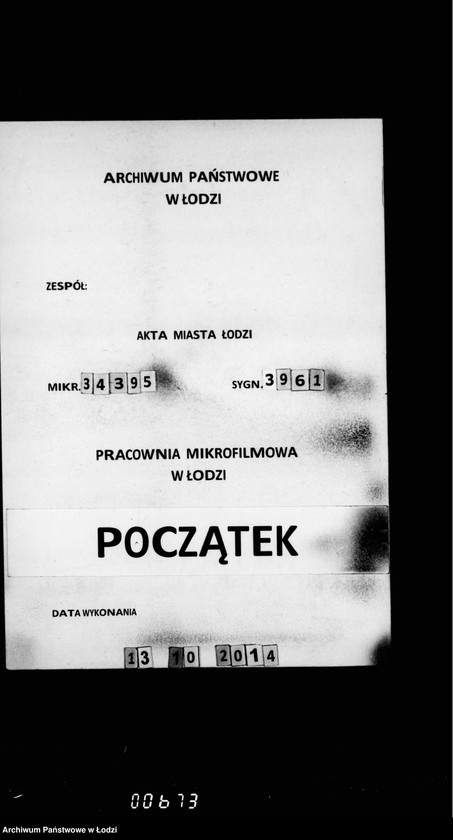 ARCHIWUM PAŃSTWOWE
W ŁODZI
ZESPÓŁ:
AKTA MIASTA ŁODZI
MIKR. 34395 SYGN. 3961
PRACOWNIA MIKROFILMOWA
W ŁODZI
POCZĄTEK
DATA WYKONANIA
13 10 2014
00673
Archiwum Państwowe w Łodzi